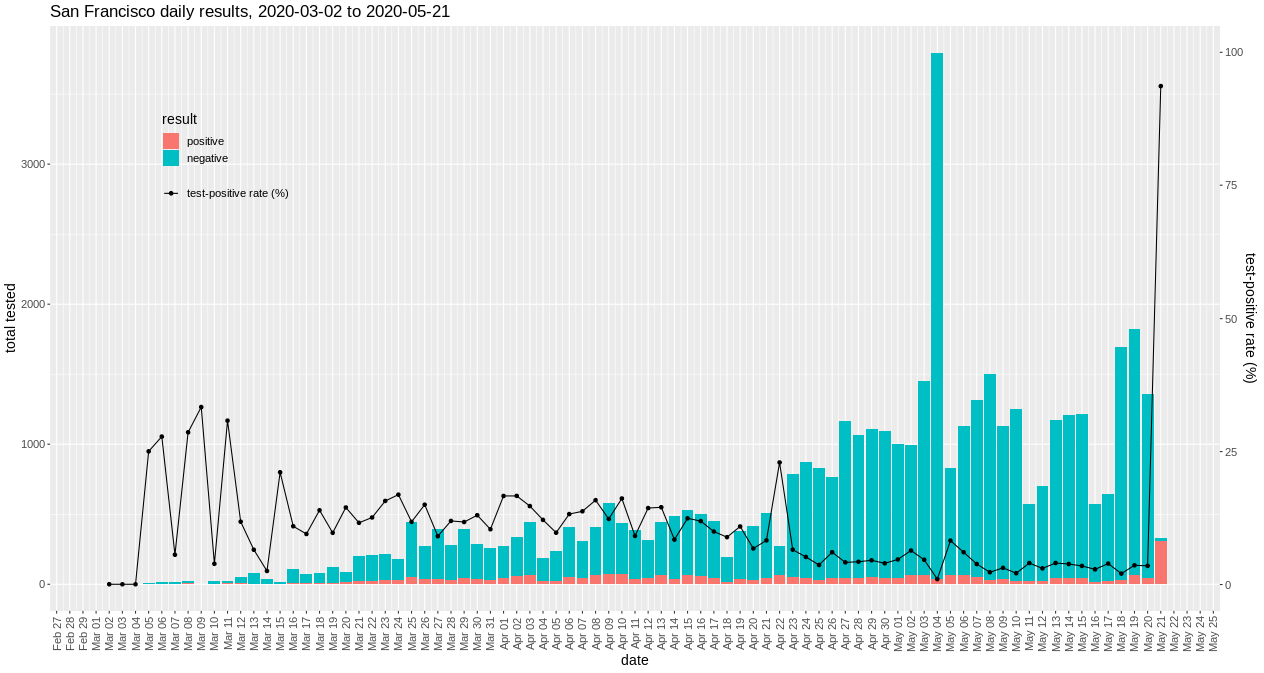 San Francisco daily results, 2020-03-02 to 2020-05-21
result
positive
negative
test-positive rate (%)
total tested
3000
2000
1000
0
100
75
50
25
0
test-positive rate (%)
Feb 27
Feb 28
Feb 29
Mar 01
Mar 02
Mar 03
Mar 04
Mar 05
Mar 06
Mar 07
Mar 08
Mar 09
Mar 10
Mar 11
Mar 12
Mar 13
Mar 14
Mar 15
Mar 16
Mar 17
Mar 18
Mar 19
Mar 20
Mar 21
Mar 22
Mar 23
Mar 24
Mar 25
Mar 26
Mar 27
Mar 28
Mar 29
Mar 30
Mar 31
Apr 01
Apr 02
Apr 03
Apr 04
Apr 05
Apr 06
Apr 07
Apr 08
Apr 09
Apr 10
Apr 11
Apr 12
Apr 13
Apr 14
Apr 15
Apr 16
Apr 17
Apr 18
Apr 19
Apr 20
Apr 21
Apr 22
Apr 23
Apr 24
Apr 25
Apr 26
Apr 27
Apr 28
Apr 29
Apr 30
May 01
May 02
May 03
May 04
May 05
May 06
May 07
May 08
May 09
May 10
May 11
May 12
May 13
May 14
May 15
May 16
May 17
May 18
May 19
May 20
May 21
May 22
May 23
May 24
May 25
date